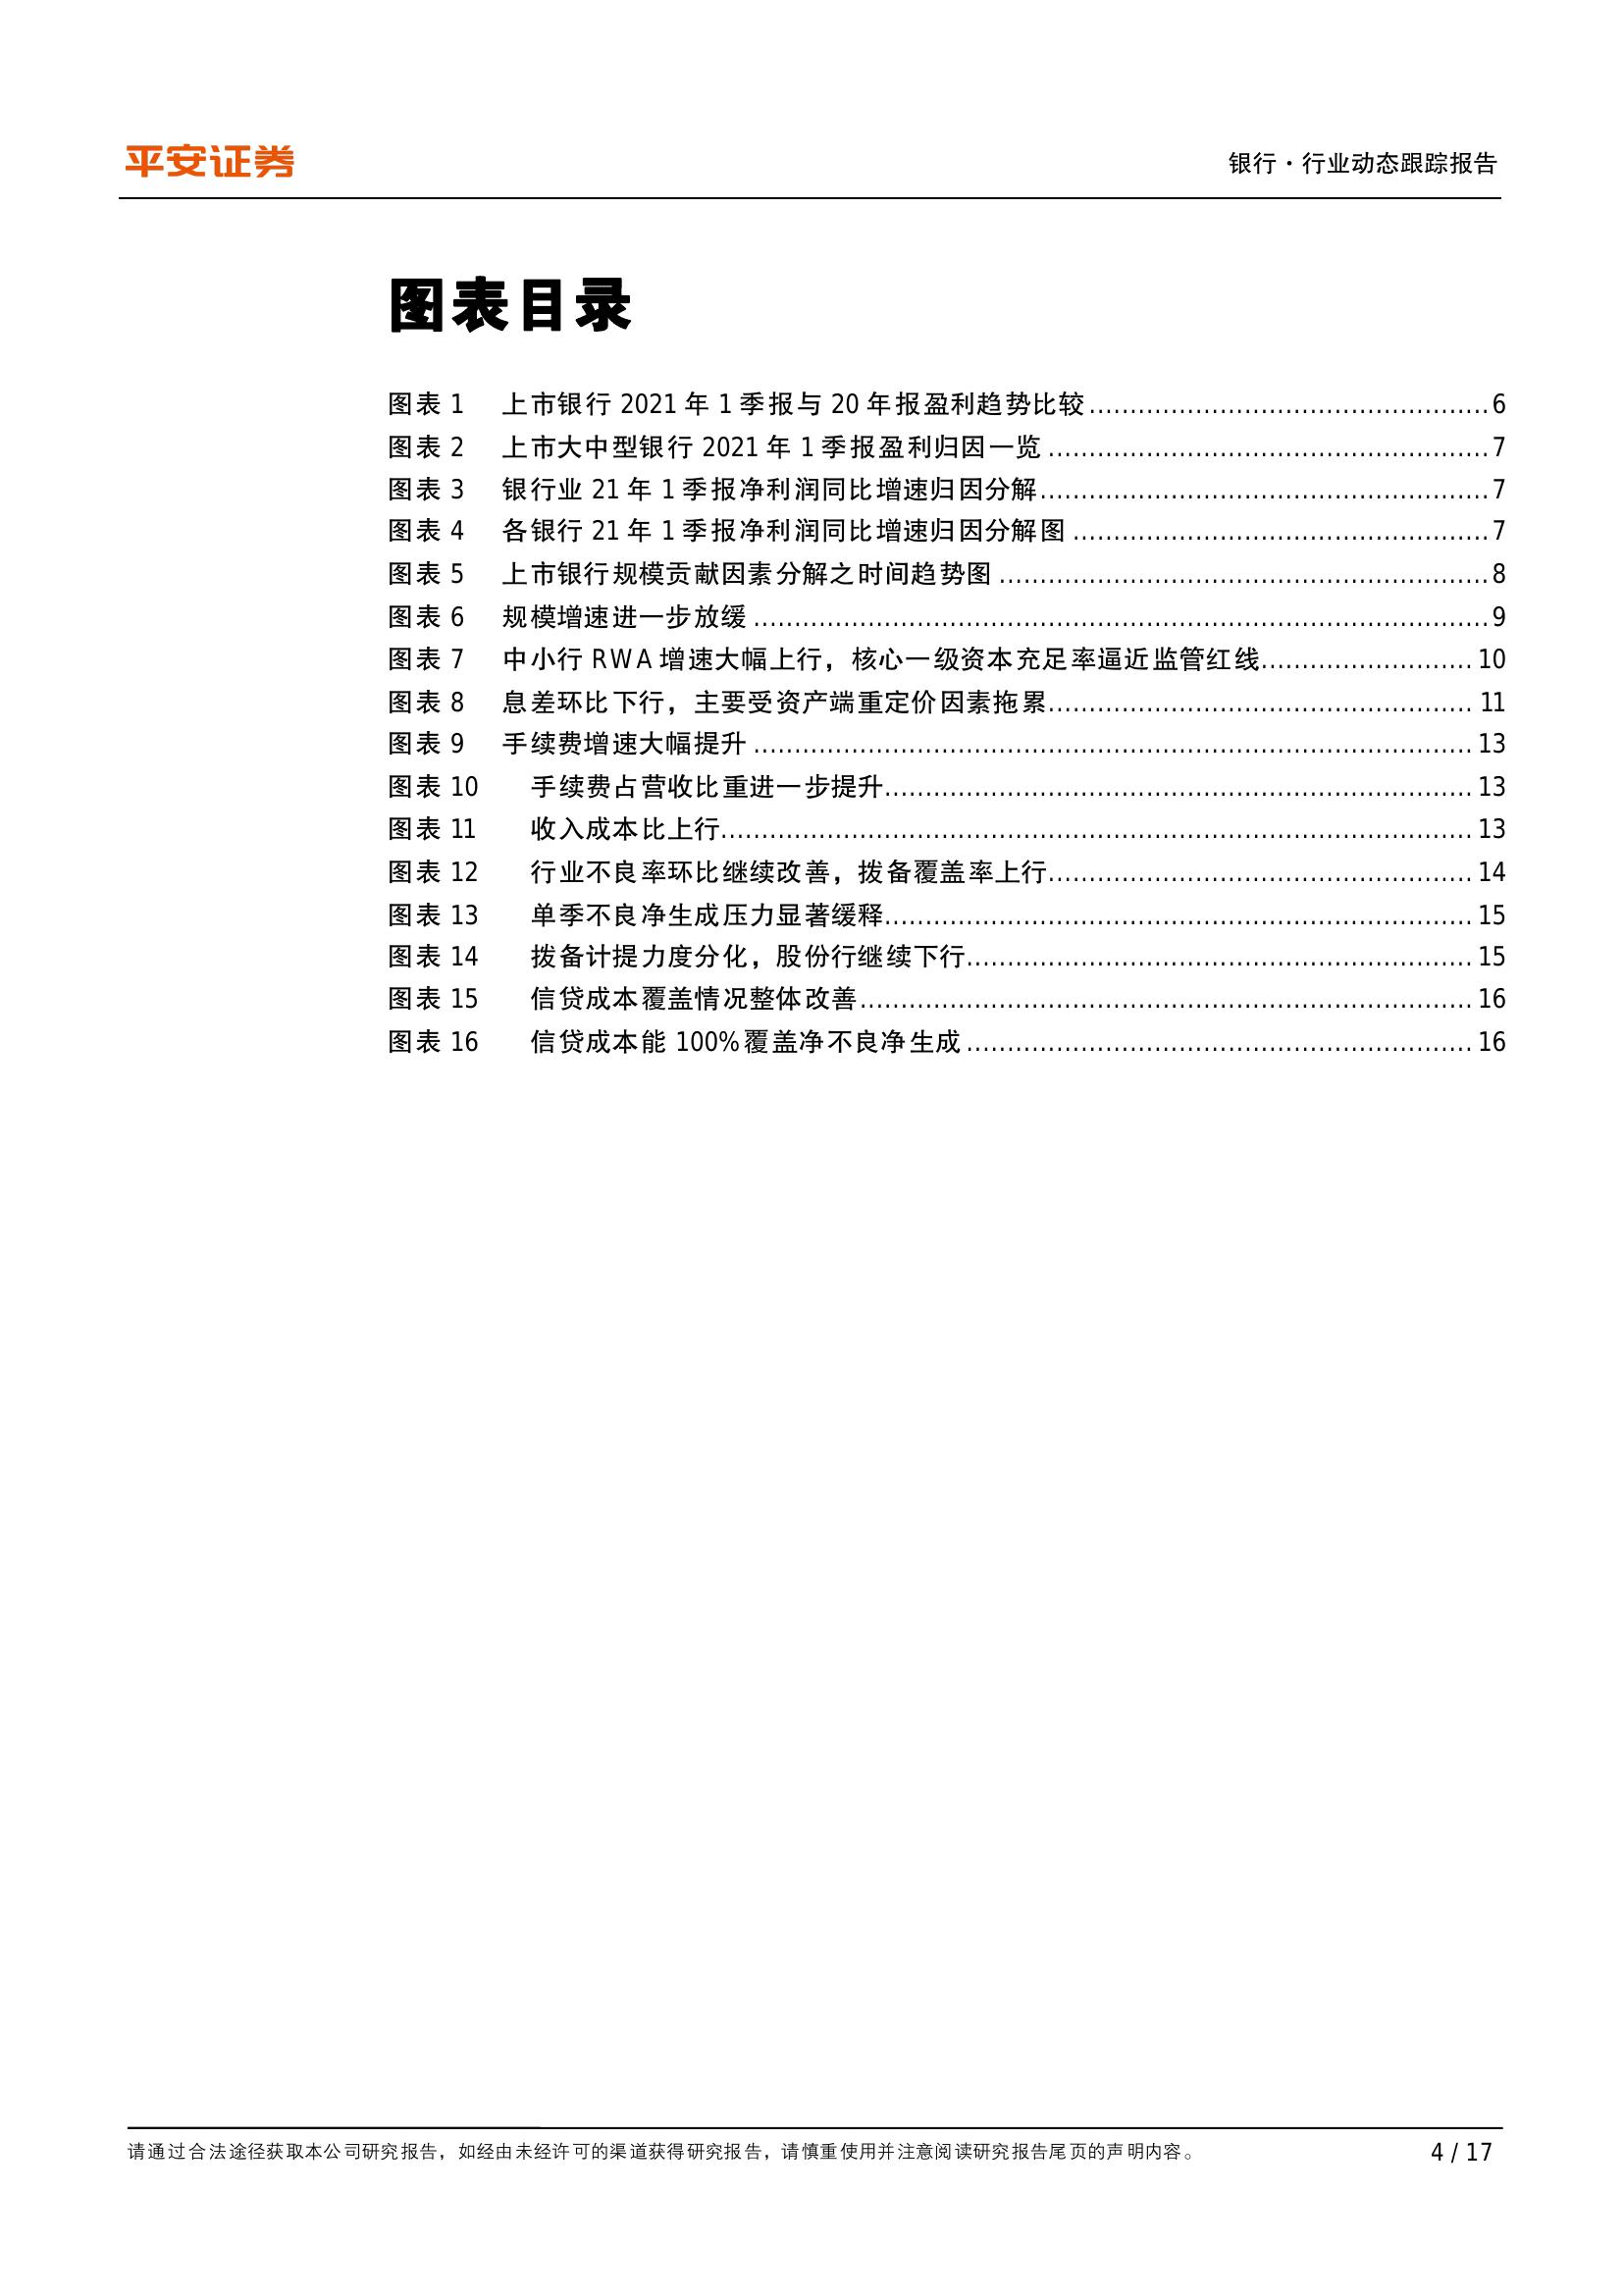 平安证券
银行·行业动态跟踪报告
图表目录
图表 1 上市银行 2021 年 1 季报与 20 年报盈利趋势比较................................................6
图表 2 上市大中型银行 2021 年 1 季报盈利归因一览.....................................................7
图表 3 银行业 21 年 1 季报净利润同比增速归因分解......................................................7
图表 4 各银行 21 年 1 季报净利润同比增速归因分解图..................................................7
图表 5 上市银行规模贡献因素分解之时间趋势图...........................................................8
图表 6 规模增速进一步放缓.........................................................................................9
图表 7 中小行 RWA 增速大幅上行，核心一级资本充足率逼近监管红线..........................10
图表 8 息差环比下行，主要受资产端重定价因素拖累...................................................11
图表 9 手续费增速大幅提升.......................................................................................13
图表 10 手续费占营收比重进一步提升.......................................................................13
图表 11 收入成本比上行...........................................................................................13
图表 12 行业不良率环比继续改善，拨备覆盖率上行...................................................14
图表 13 单季不良净生成压力显著缓释.......................................................................15
图表 14 拨备计提力度分化，股份行继续下行.............................................................15
图表 15 信贷成本覆盖情况整体改善..........................................................................16
图表 16 信贷成本能 100%覆盖净不良净生成.............................................................16
请通过合法途径获取本公司研究报告，如经由未经许可的渠道获得研究报告，请慎重使用并注意阅读研究报告尾页的声明内容。
4 / 17